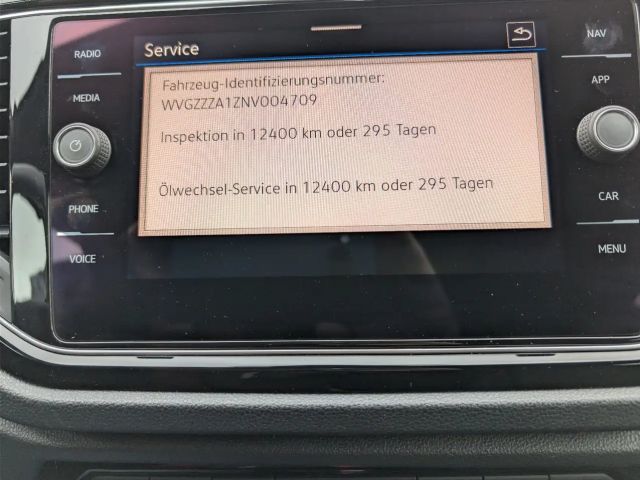 RADIO
MEDIA
PHONE
VOICE
Service
Fahrzeug-Identifizierungsnummer:
WVGZZZA1ZNV004709
Inspektion in 12400 km oder 295 Tagen
Ölwechsel-Service in 12400 km oder 295 Tagen
NAV
APP
CAR
MENU